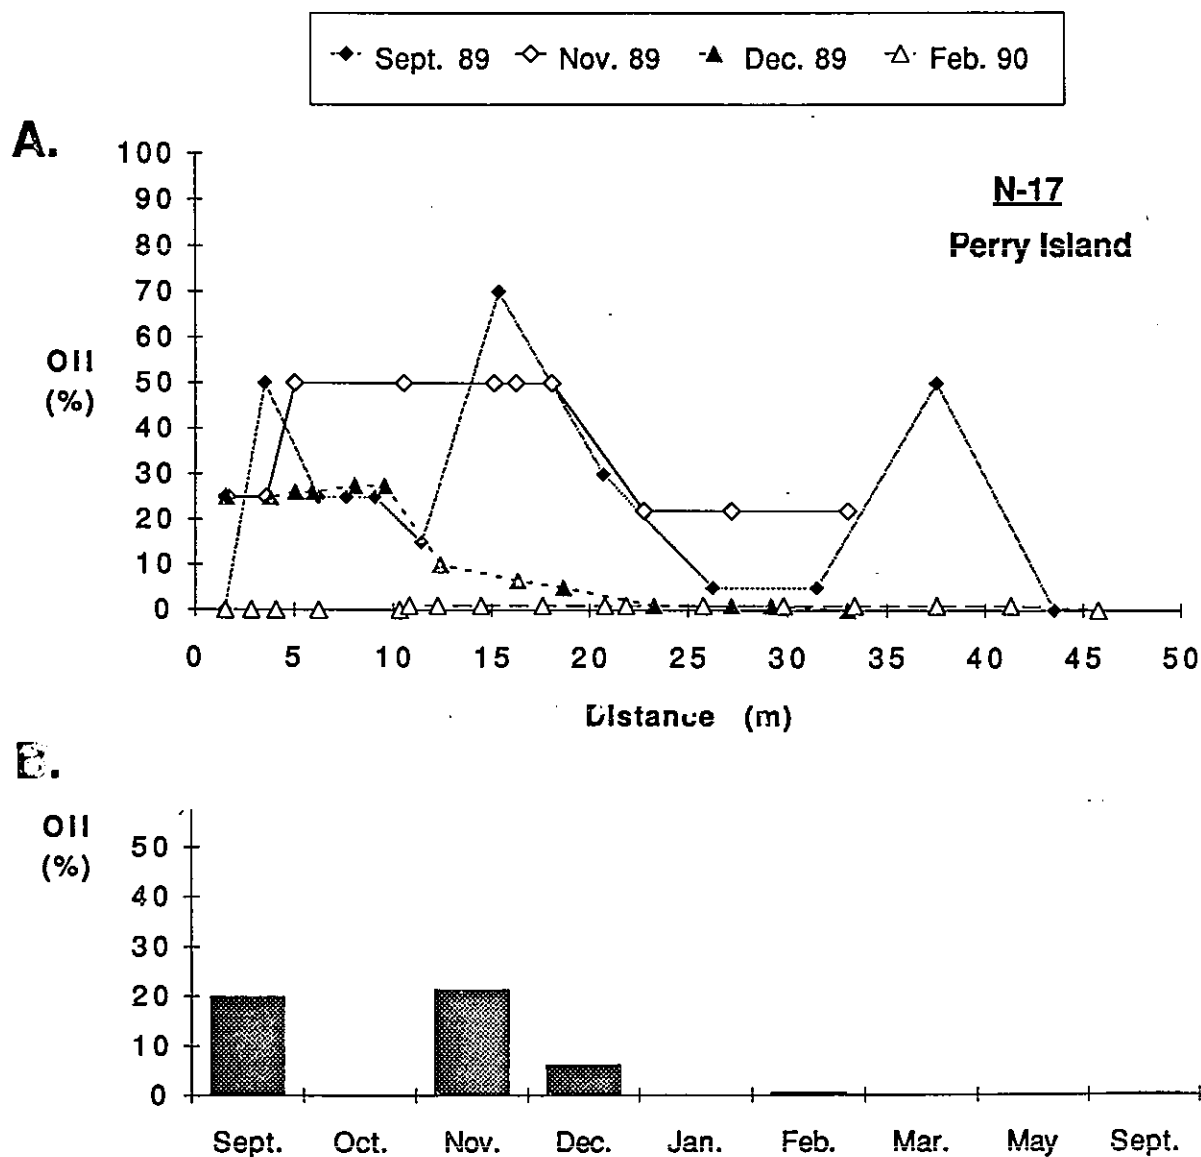 Sept. 89 Nov. 89 Dec. 89 Feb. 90
A.
100
90
80
70
60
50
40
30
20
10
0
N-17
Perry Island
Oil
(%)
0 5 10 15 20 25 30 35 40 45 50
Distance (m)
B.
Oil
(%)
50
40
30
20
10
0
Sept. Oct. Nov. Dec. Jan. Feb. Mar. May Sept.